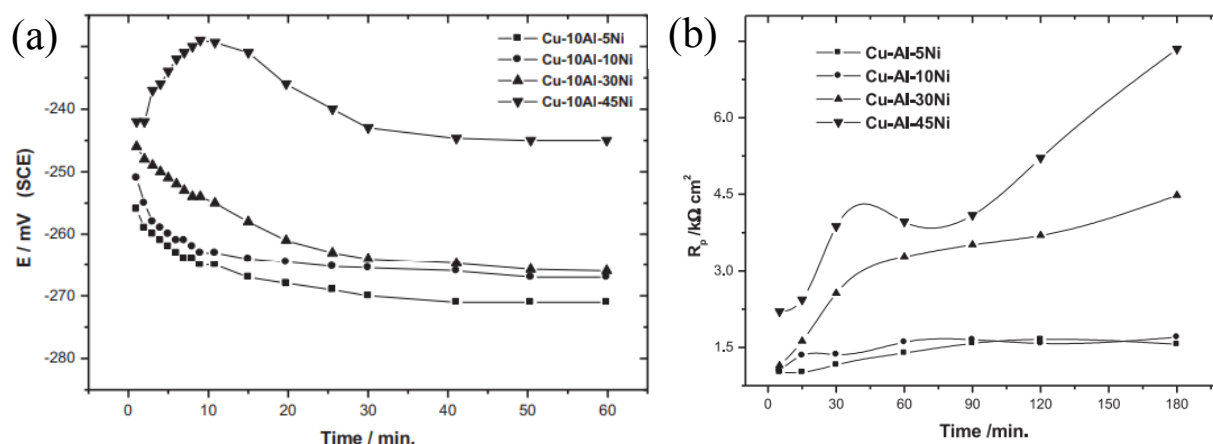 (a)
Cu-10Al-5Ni
Cu-10Al-10Ni
Cu-10Al-30Ni
Cu-10Al-45Ni
E / mV (SCE)
-240
-250
-260
-270
-280
0 10 20 30 40 50 60
Time / min.
(b)
Cu-Al-5Ni
Cu-Al-10Ni
Cu-Al-30Ni
Cu-Al-45Ni
Rₚ /kΩ cm²
7.5
6.0
4.5
3.0
1.5
0 30 60 90 120 150 180
Time /min.